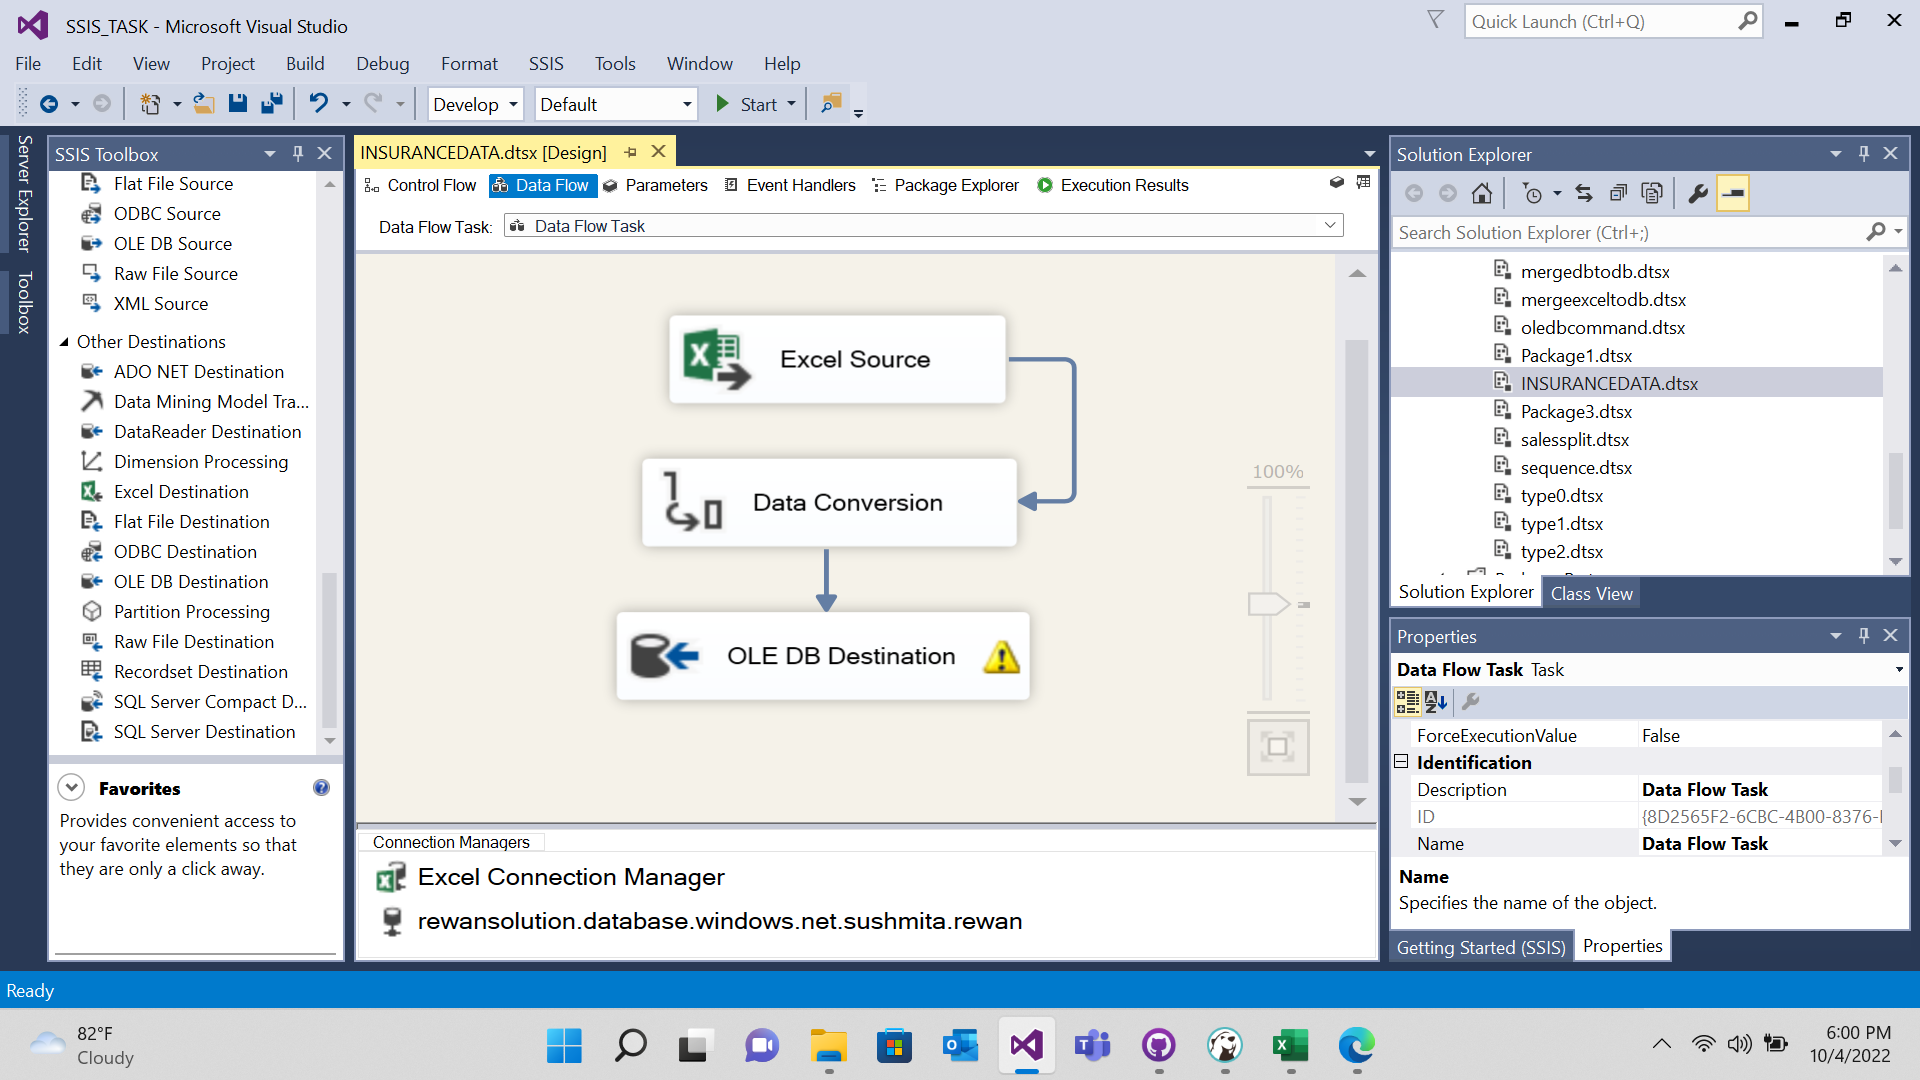 SSIS_TASK - Microsoft Visual Studio
Quick Launch (Ctrl+Q)
File Edit View Project Build Debug Format SSIS Tools Window Help
Develop Default Start
Server Explorer
Toolbox
SSIS Toolbox
Flat File Source
ODBC Source
OLE DB Source
Raw File Source
XML Source
Other Destinations
ADO NET Destination
Data Mining Model Tra...
DataReader Destination
Dimension Processing
Excel Destination
Flat File Destination
ODBC Destination
OLE DB Destination
Partition Processing
Raw File Destination
Recordset Destination
SQL Server Compact D...
SQL Server Destination
Favorites
Provides convenient access to
your favorite elements so that
they are only a click away.
INSURANCEDATA.dtsx [Design]
Control Flow Data Flow Parameters Event Handlers Package Explorer Execution Results
Data Flow Task: Data Flow Task
Excel Source
Data Conversion
OLE DB Destination
100%
Connection Managers
Excel Connection Manager
rewansolution.database.windows.net.sushmita.rewan
Solution Explorer
Search Solution Explorer (Ctrl+;)
mergedbtodb.dtsx
mergeexceltodb.dtsx
oledbcommand.dtsx
Package1.dtsx
INSURANCEDATA.dtsx
Package3.dtsx
salessplit.dtsx
sequence.dtsx
type0.dtsx
type1.dtsx
type2.dtsx
Solution Explorer Class View
Properties
Data Flow Task Task
ForceExecutionValue False
Identification
Description Data Flow Task
ID {8D2565F2-6CBC-4B00-8376-
Name Data Flow Task
Name
Specifies the name of the object.
Getting Started (SSIS) Properties
Ready
82°F
Cloudy
6:00 PM
10/4/2022